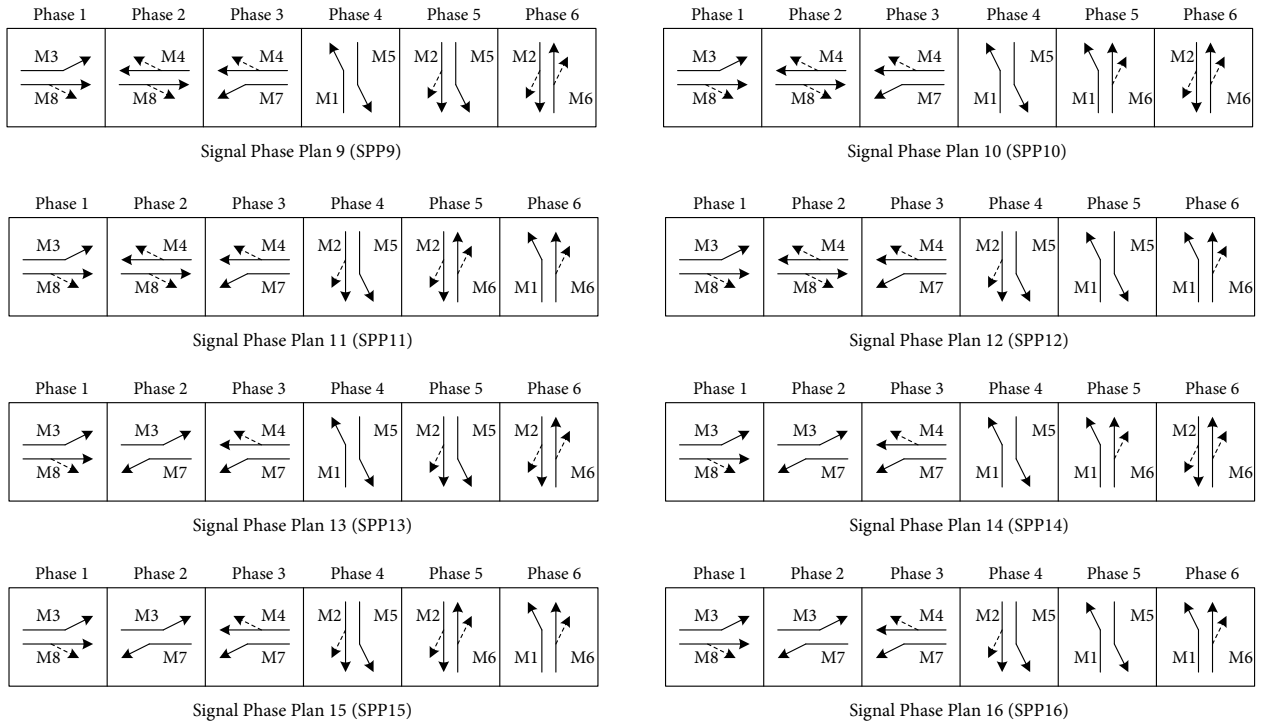 Phase 1 Phase 2 Phase 3 Phase 4 Phase 5 Phase 6
M3 M4 M4 M5 M2 M5 M2
M8 M8 M7 M1 M6
Signal Phase Plan 9 (SPP9)
Phase 1 Phase 2 Phase 3 Phase 4 Phase 5 Phase 6
M3 M4 M4 M5 M2
M8 M8 M7 M1 M1 M6 M6
Signal Phase Plan 10 (SPP10)
Phase 1 Phase 2 Phase 3 Phase 4 Phase 5 Phase 6
M3 M4 M4 M2 M5 M2
M8 M8 M7 M6 M1 M6
Signal Phase Plan 11 (SPP11)
Phase 1 Phase 2 Phase 3 Phase 4 Phase 5 Phase 6
M3 M4 M4 M2 M5
M8 M8 M7 M1 M1 M6
Signal Phase Plan 12 (SPP12)
Phase 1 Phase 2 Phase 3 Phase 4 Phase 5 Phase 6
M3 M3 M4 M5 M2 M5 M2
M8 M7 M7 M1 M6
Signal Phase Plan 13 (SPP13)
Phase 1 Phase 2 Phase 3 Phase 4 Phase 5 Phase 6
M3 M3 M4 M5 M2
M8 M7 M7 M1 M1 M6 M6
Signal Phase Plan 14 (SPP14)
Phase 1 Phase 2 Phase 3 Phase 4 Phase 5 Phase 6
M3 M3 M4 M2 M5 M2
M8 M7 M7 M6 M1 M6
Signal Phase Plan 15 (SPP15)
Phase 1 Phase 2 Phase 3 Phase 4 Phase 5 Phase 6
M3 M3 M4 M2 M5
M8 M7 M7 M1 M1 M6
Signal Phase Plan 16 (SPP16)